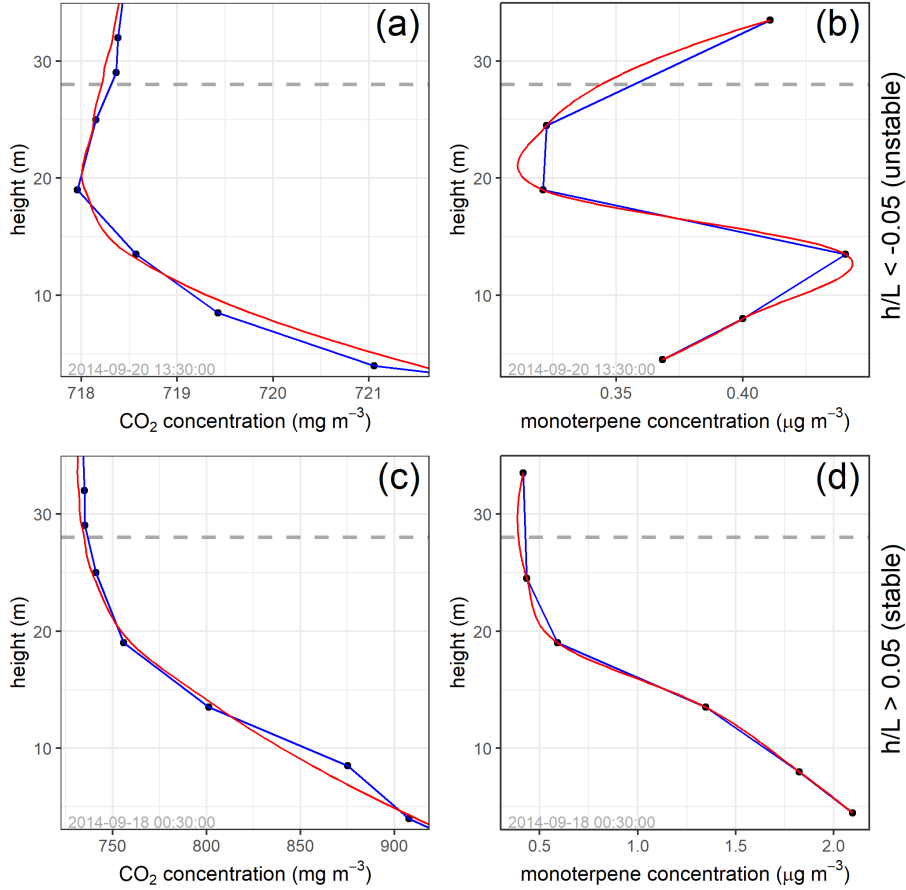 (a)
height (m)
30
20
10
2014-09-20 13:30:00
718
719
720
721
CO₂ concentration (mg m⁻³)
(b)
height (m)
30
20
10
2014-09-20 13:30:00
0.35
0.40
monoterpene concentration (μg m⁻³)
h/L < -0.05 (unstable)
(c)
height (m)
30
20
10
2014-09-18 00:30:00
750
800
850
900
CO₂ concentration (mg m⁻³)
(d)
height (m)
30
20
10
2014-09-18 00:30:00
0.5
1.0
1.5
2.0
monoterpene concentration (μg m⁻³)
h/L > 0.05 (stable)